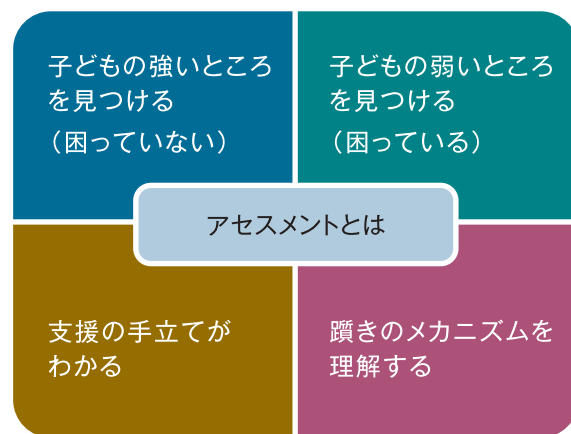 子どもの強いところ
を見つける
（困っていない）
子どもの弱いところ
を見つける
（困っている）
アセスメントとは
支援の手立てが
わかる
躓きのメカニズムを
理解する